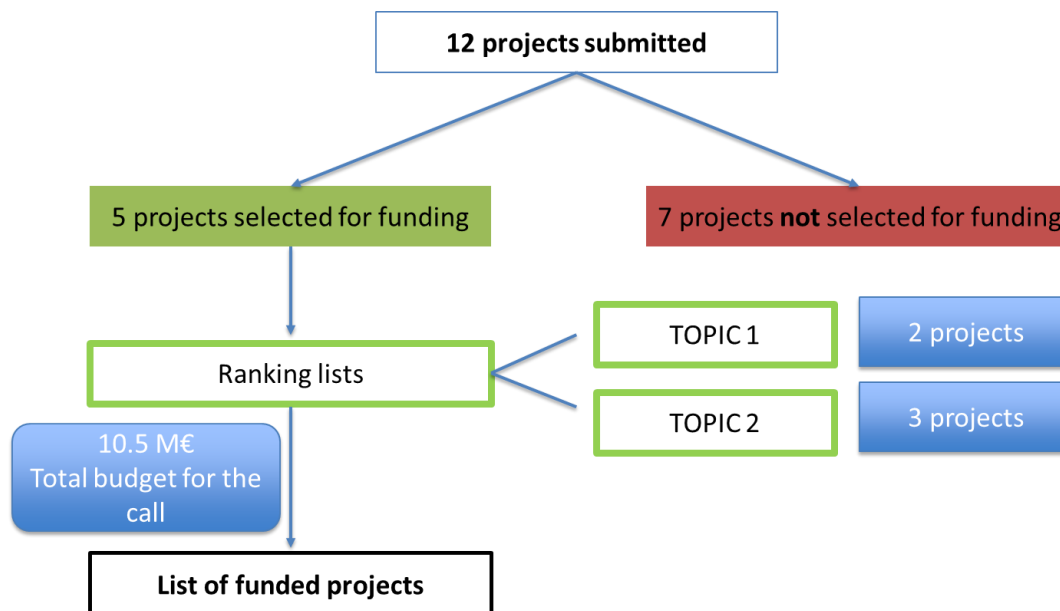 12 projects submitted
5 projects selected for funding
7 projects not selected for funding
TOPIC 1
2 projects
Ranking lists
TOPIC 2
3 projects
10.5 M€
Total budget for the
call
List of funded projects